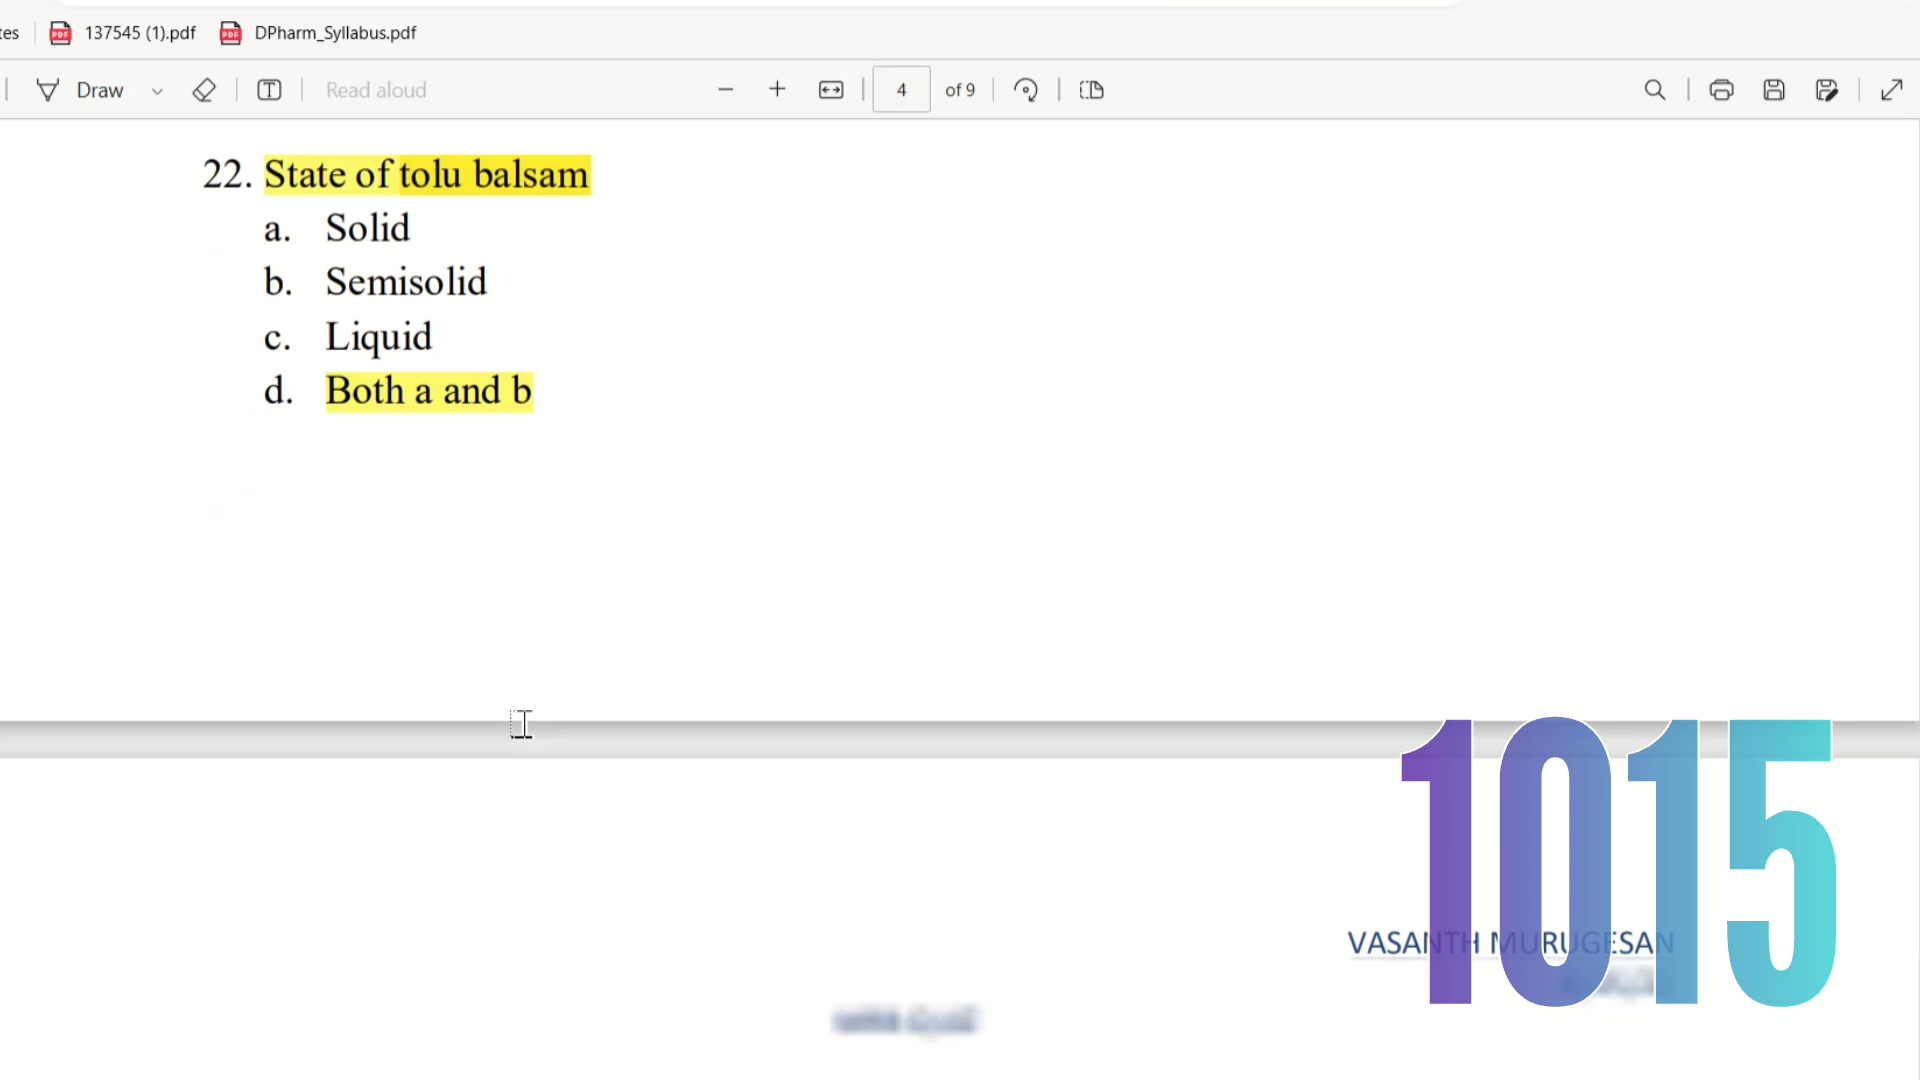 tes 137545 (1).pdf DPharm_Syllabus.pdf
Draw Read aloud 4 of 9
22. State of tolu balsam
a. Solid
b. Semisolid
c. Liquid
d. Both a and b
1015
VASANTH MURUGESAN